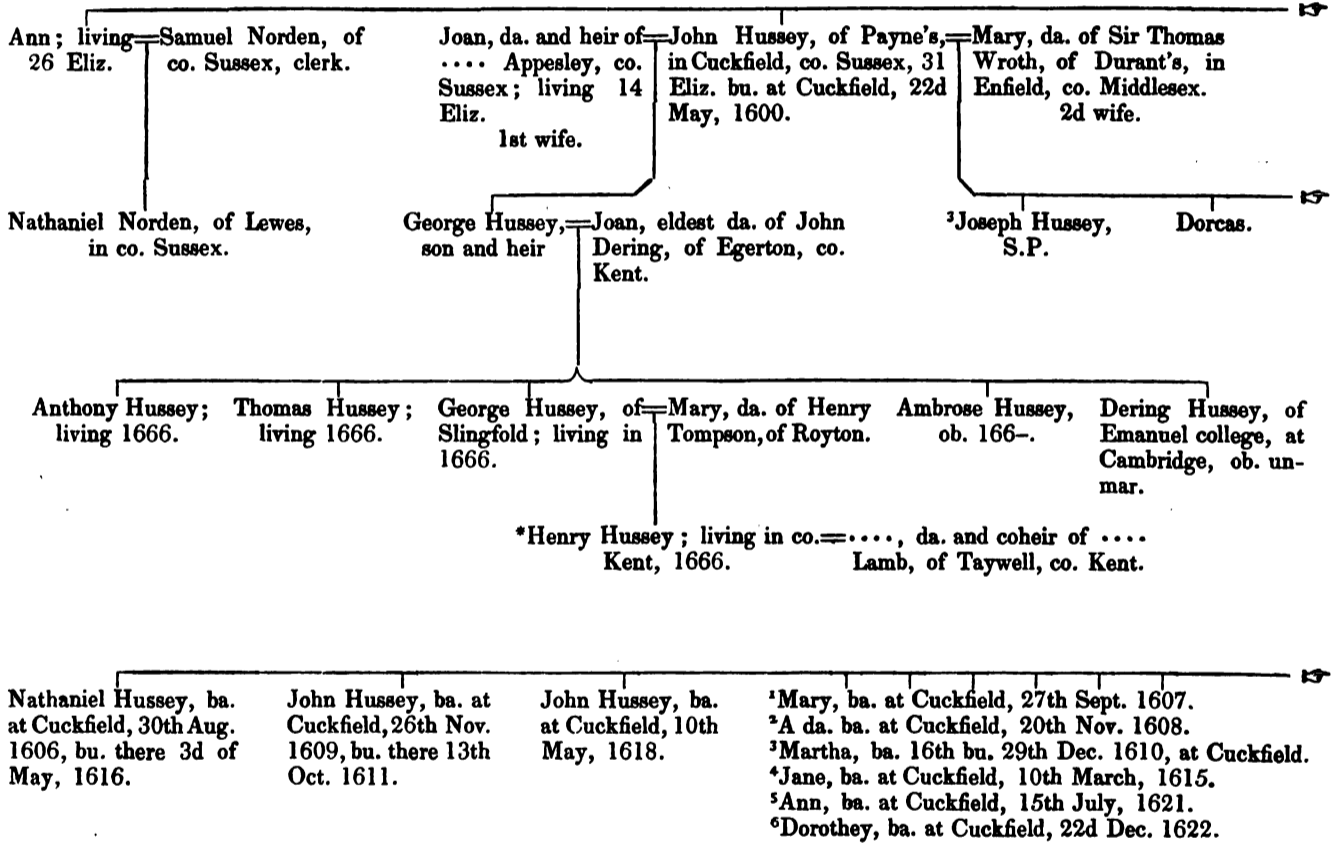 Ann; living
26 Eliz.
Samuel Norden, of
co. Sussex, clerk.
Joan, da. and heir of
.... Appesley, co.
Sussex; living 14
Eliz.
1st wife.
John Hussey, of Payne's,
in Cuckfield, co. Sussex, 31
Eliz. bu. at Cuckfield, 22d
May, 1600.
Mary, da. of Sir Thomas
Wroth, of Durant's, in
Enfield, co. Middlesex.
2d wife.
Nathaniel Norden, of Lewes,
in co. Sussex.
George Hussey,
son and heir
Joan, eldest da. of John
Dering, of Egerton, co.
Kent.
³Joseph Hussey,
S.P.
Dorcas.
Anthony Hussey;
living 1666.
Thomas Hussey;
living 1666.
George Hussey, of
Slingfold; living in
1666.
Mary, da. of Henry
Tompson, of Royton.
Ambrose Hussey,
ob. 166–.
Dering Hussey, of
Emanuel college, at
Cambridge, ob. un-
mar.
*Henry Hussey; living in co.
Kent, 1666.
...., da. and coheir of ....
Lamb, of Taywell, co. Kent.
Nathaniel Hussey, ba.
at Cuckfield, 30th Aug.
1606, bu. there 3d of
May, 1616.
John Hussey, ba. at
Cuckfield, 26th Nov.
1609, bu. there 13th
Oct. 1611.
John Hussey, ba.
at Cuckfield, 10th
May, 1618.
¹Mary, ba. at Cuckfield, 27th Sept. 1607.
²A da. ba. at Cuckfield, 20th Nov. 1608.
³Martha, ba. 16th bu. 29th Dec. 1610, at Cuckfield.
⁴Jane, ba. at Cuckfield, 10th March, 1615.
⁵Ann, ba. at Cuckfield, 15th July, 1621.
⁶Dorothey, ba. at Cuckfield, 22d Dec. 1622.